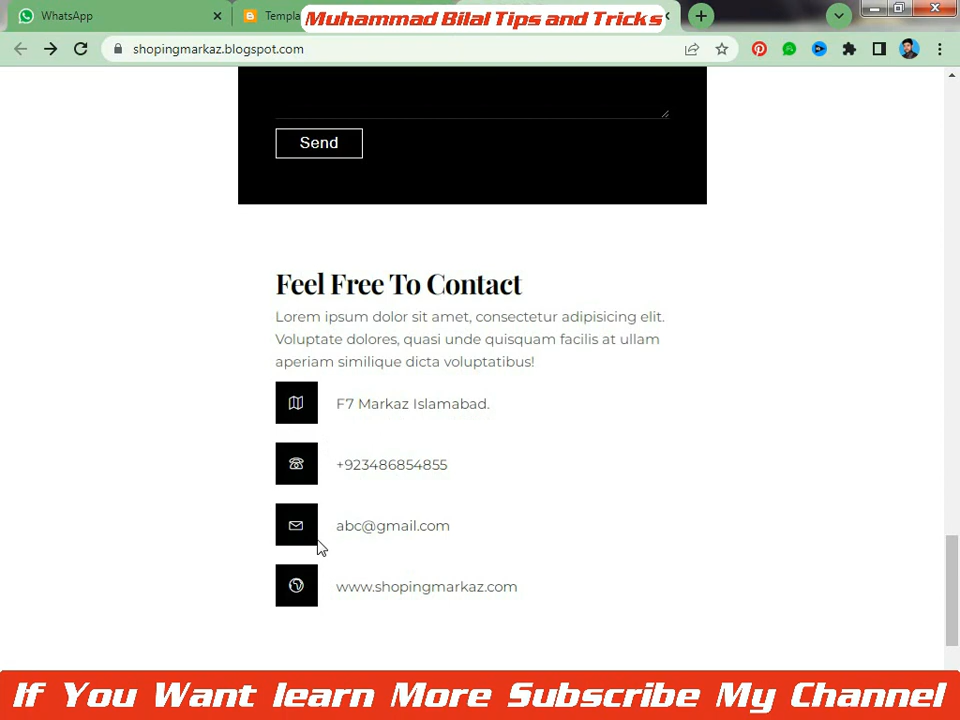 WhatsApp
Templa
Muhammad Bilal Tips and Tricks
shopingmarkaz.blogspot.com
Send
Feel Free To Contact
Lorem ipsum dolor sit amet, consectetur adipisicing elit.
Voluptate dolores, quasi unde quisquam facilis at ullam
aperiam similique dicta voluptatibus!
F7 Markaz Islamabad.
+923486854855
abc@gmail.com
www.shopingmarkaz.com
If You Want learn More Subscribe My Channel